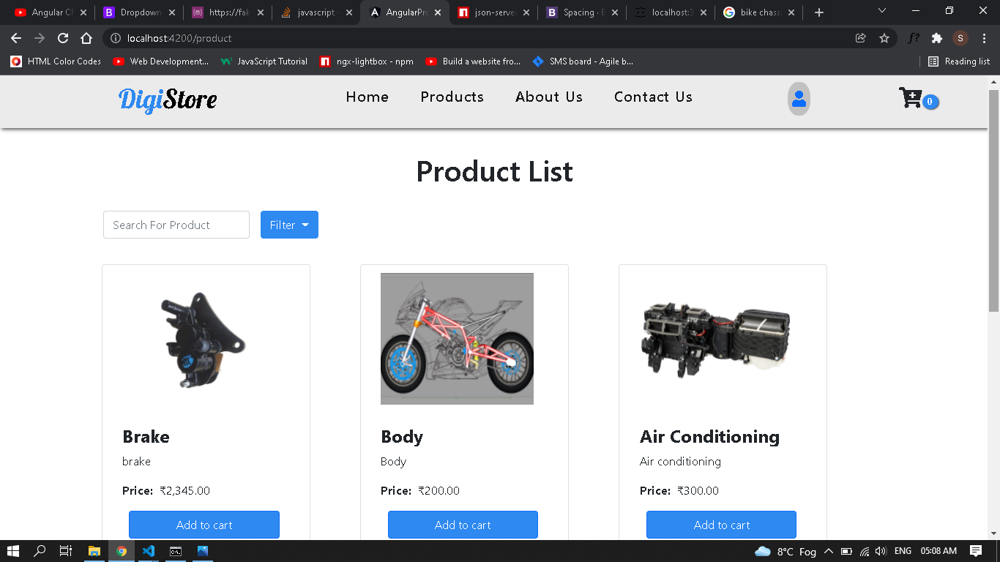 Angular CF
Dropdown
https://fak
javascript -
AngularPro
json-server
Spacing · B
localhost:3
bike chassi
localhost:4200/product
f?
S
HTML Color Codes
Web Development...
JavaScript Tutorial
ngx-lightbox - npm
Build a website fro...
SMS board - Agile b...
Reading list
DigiStore
Home
Products
About Us
Contact Us
0
Product List
Search For Product
Filter
Brake
brake
Price: ₹2,345.00
Add to cart
Body
Body
Price: ₹200.00
Add to cart
Air Conditioning
Air conditioning
Price: ₹300.00
Add to cart
8°C Fog
ENG
05:08 AM